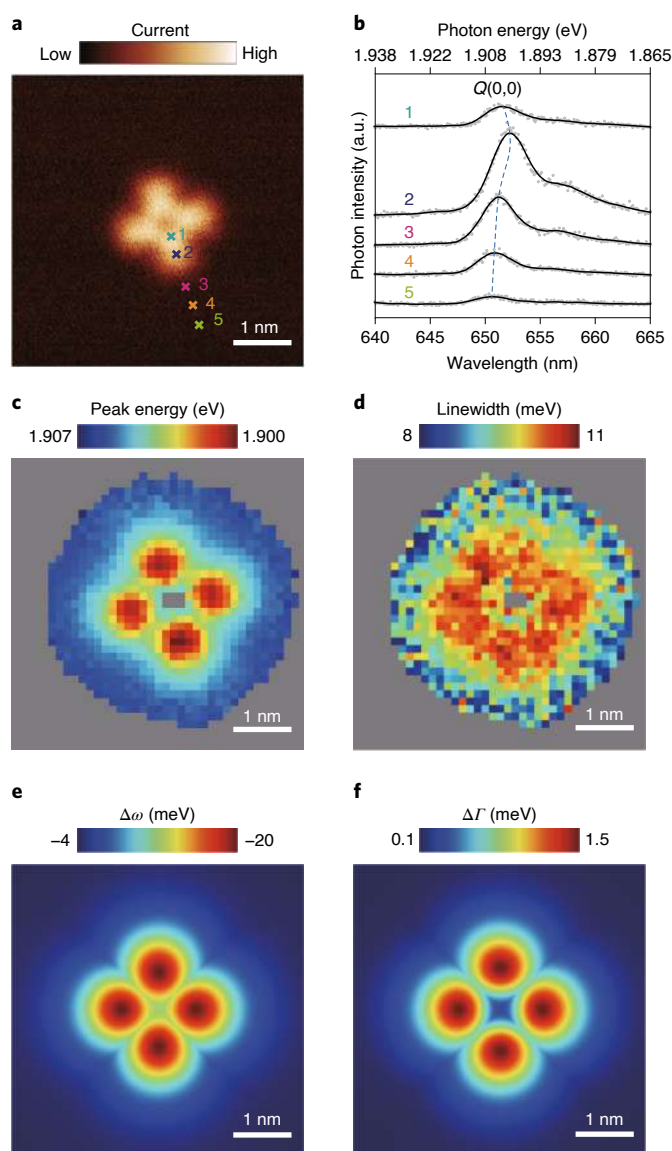 a
Current
Low High
1
2
3
4
5
1 nm
b
Photon energy (eV)
1.938 1.922 1.908 1.893 1.879 1.865
Q(0,0)
Photon intensity (a.u.)
1
2
3
4
5
640 645 650 655 660 665
Wavelength (nm)
c
Peak energy (eV)
1.907 1.900
1 nm
d
Linewidth (meV)
8 11
1 nm
e
Δω (meV)
−4 −20
1 nm
f
ΔΓ (meV)
0.1 1.5
1 nm